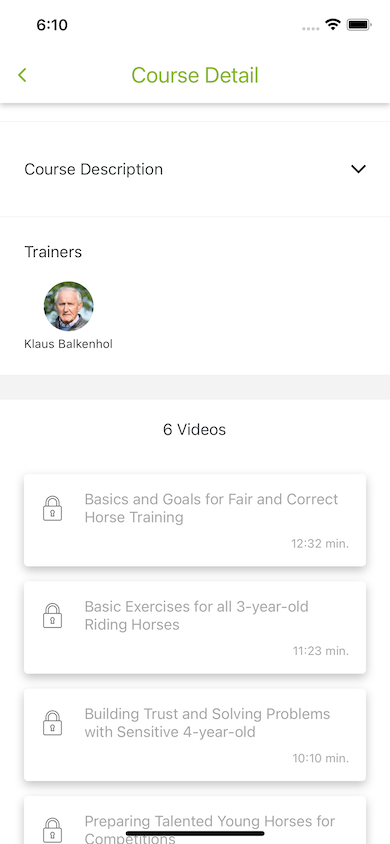 6:10
Course Detail
Course Description
Trainers
Klaus Balkenhol
6 Videos
Basics and Goals for Fair and Correct
Horse Training
12:32 min.
Basic Exercises for all 3-year-old
Riding Horses
11:23 min.
Building Trust and Solving Problems
with Sensitive 4-year-old
10:10 min.
Preparing Talented Young Horses for
Competitions